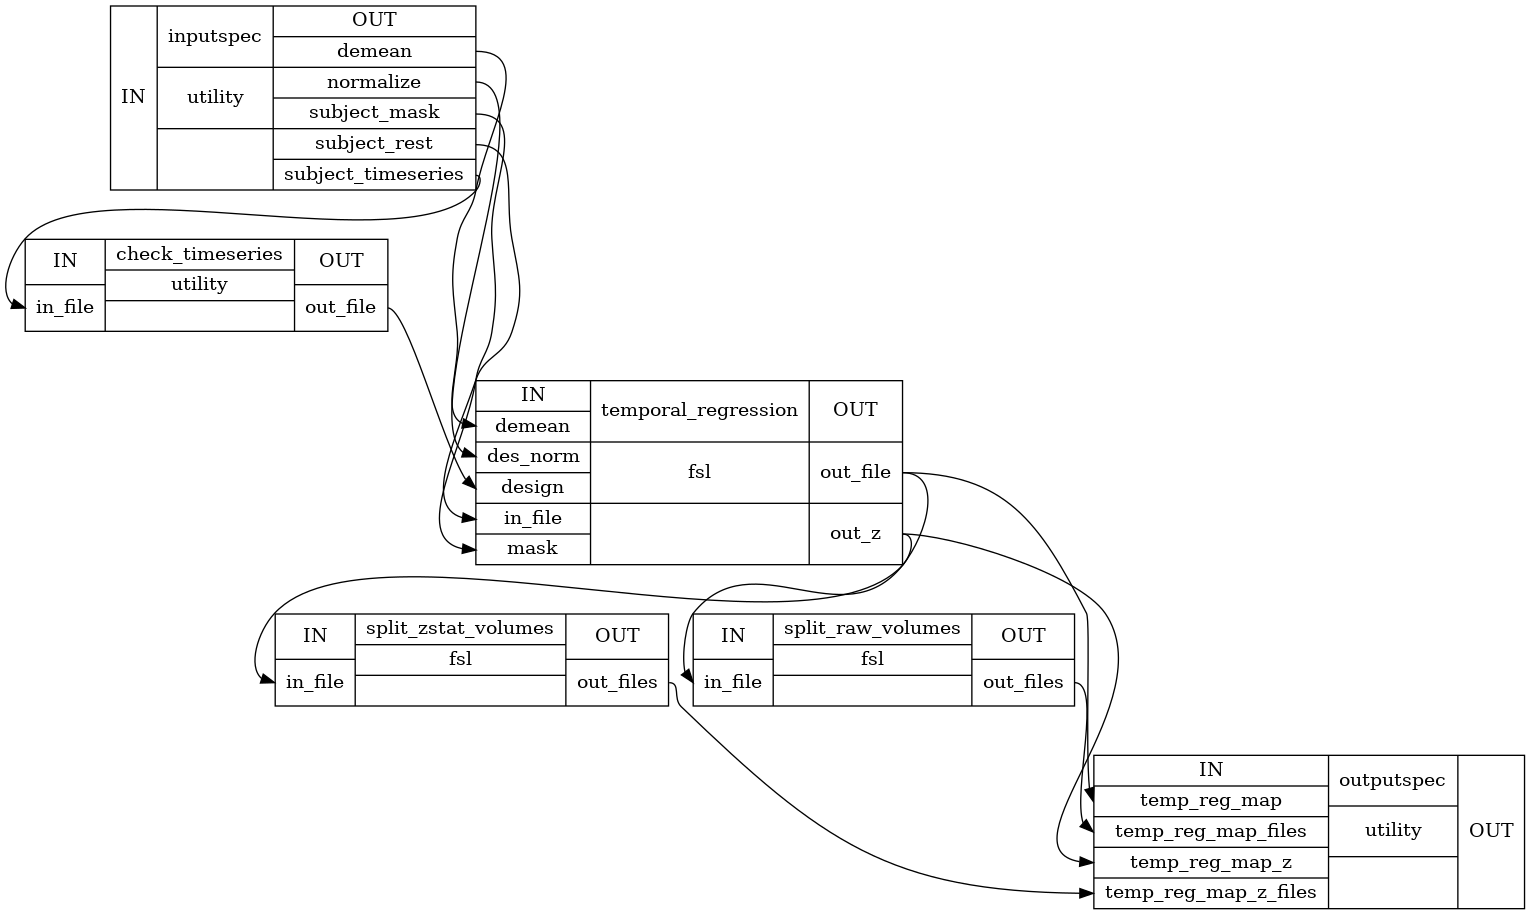 IN
inputspec
utility
OUT
demean
normalize
subject_mask
subject_rest
subject_timeseries
IN
in_file
check_timeseries
utility
OUT
out_file
IN
demean
des_norm
design
in_file
mask
temporal_regression
fsl
OUT
out_file
out_z
IN
in_file
split_zstat_volumes
fsl
OUT
out_files
IN
in_file
split_raw_volumes
fsl
OUT
out_files
IN
temp_reg_map
temp_reg_map_files
temp_reg_map_z
temp_reg_map_z_files
outputspec
utility
OUT